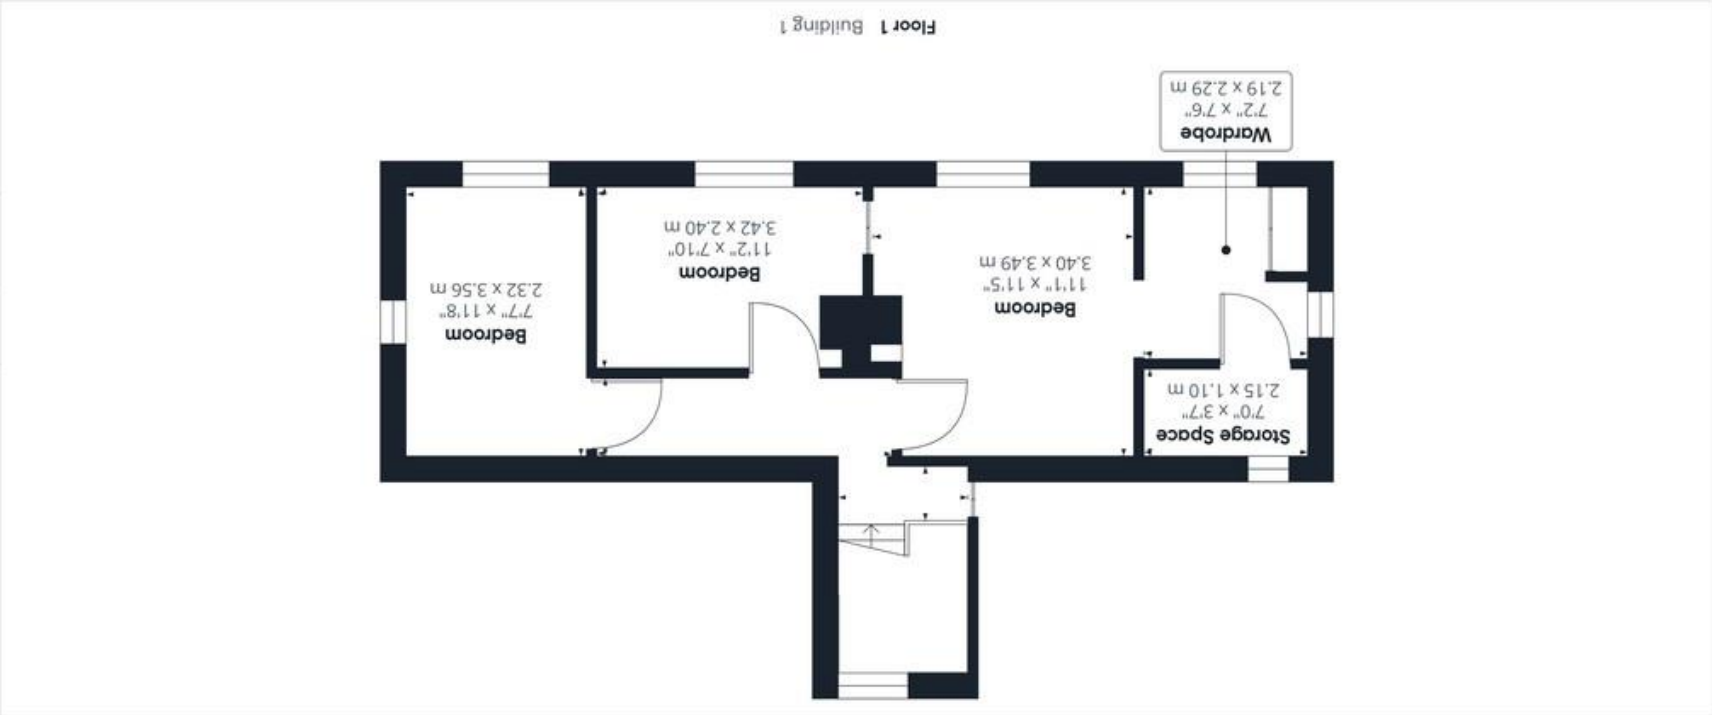 Storage Space
7'0" x 3'7"
2.15 x 1.10 m
Bedroom
11'1" x 11'5"
3.40 x 3.49 m
Bedroom
11'2" x 7'10"
3.42 x 2.40 m
Bedroom
7'7" x 11'8"
2.32 x 3.56 m
Wardrobe
7'2" x 7'6"
2.19 x 2.29 m
Floor 1 Building 1